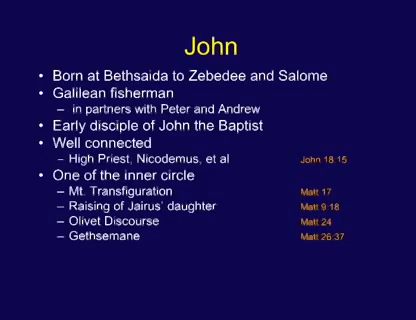 John
• Born at Bethsaida to Zebedee and Salome
• Galilean fisherman
– in partners with Peter and Andrew
• Early disciple of John the Baptist
• Well connected
– High Priest, Nicodemus, et al John 18:15
• One of the inner circle
– Mt. Transfiguration Matt 17
– Raising of Jairus' daughter Matt 9:18
– Olivet Discourse Matt 24
– Gethsemane Matt 26:37